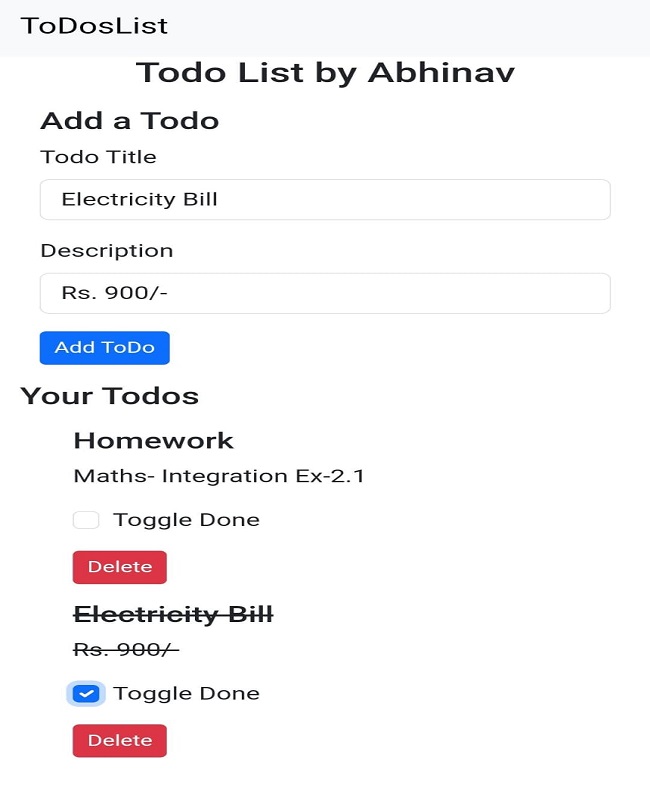 ToDosList
Todo List by Abhinav
Add a Todo
Todo Title
Electricity Bill
Description
Rs. 900/-
Add ToDo
Your Todos
Homework
Maths- Integration Ex-2.1
Toggle Done
Delete
Electricity Bill
Rs. 900/-
Toggle Done
Delete